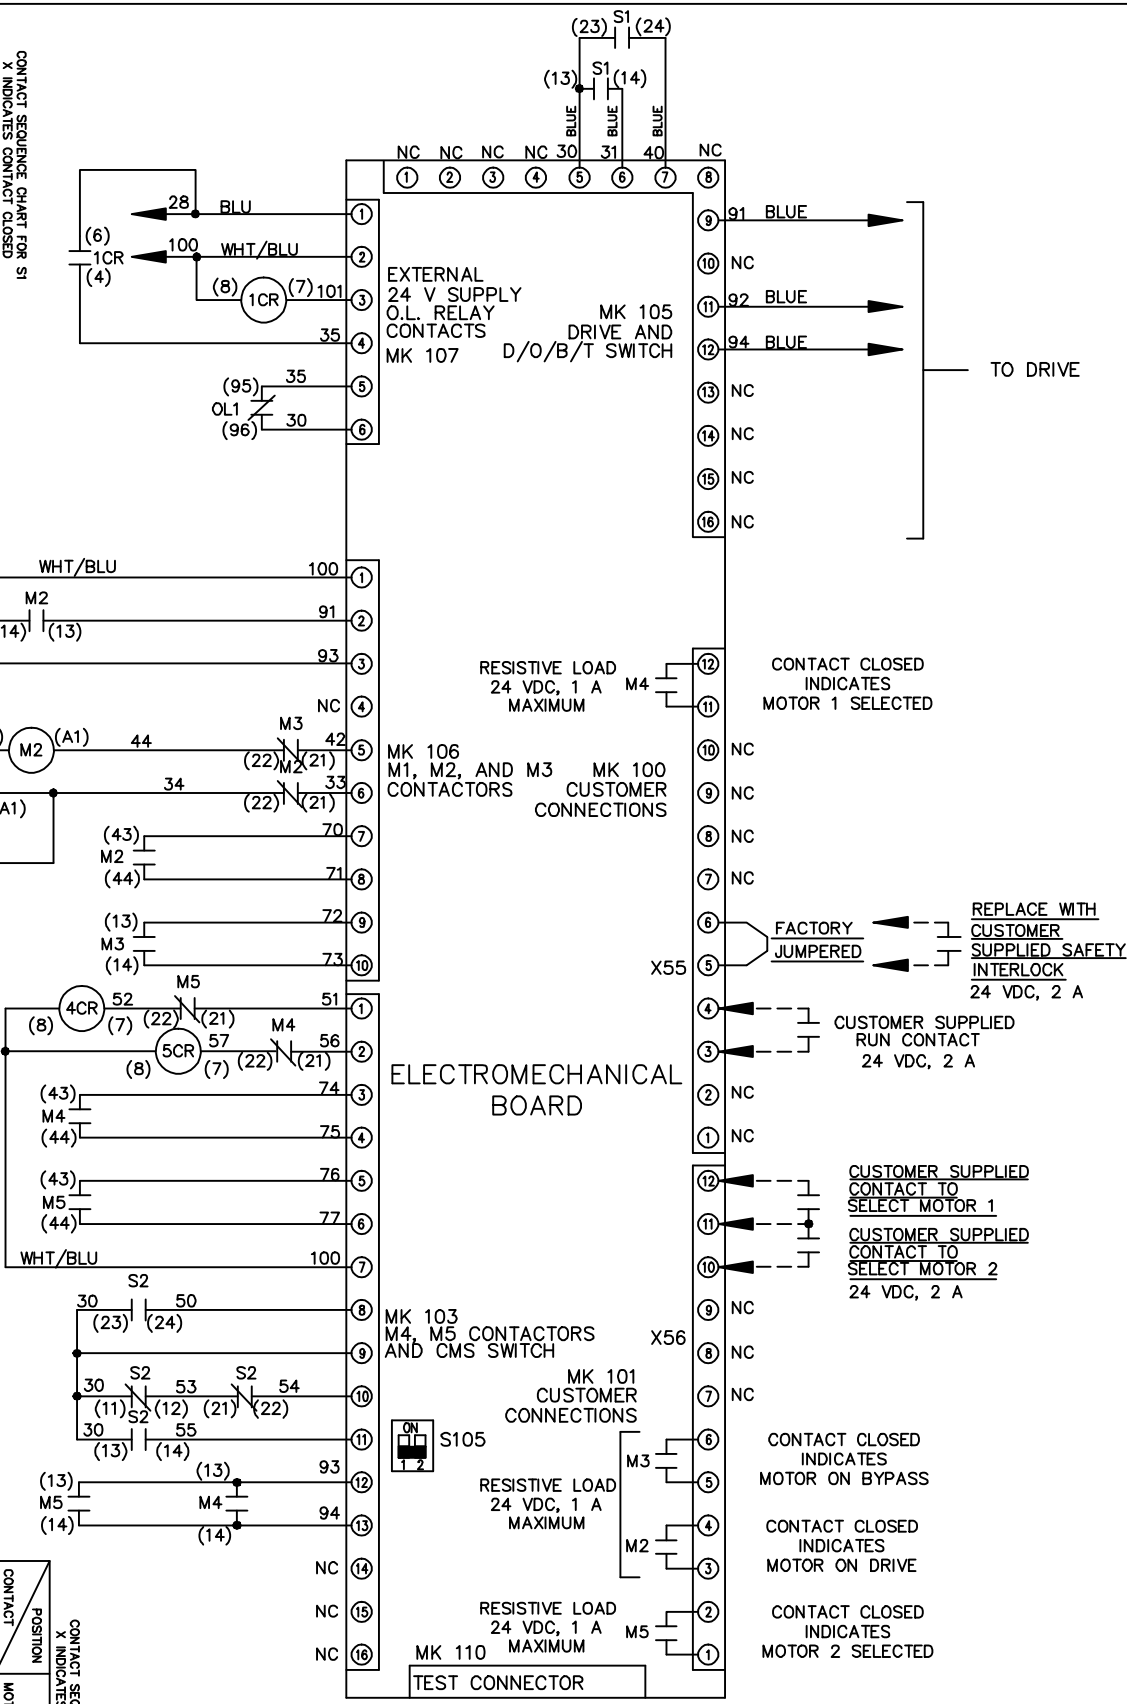 CONTACT SEQUENCE CHART FOR S1
X INDICATES CONTACT CLOSED
S1
(23) (24)
S1
(13) (14)
BLUE BLUE BLUE
NC NC NC NC 30 31 40 NC
1 2 3 4 5 6 7 8
28 BLU 1
100 WHT/BLU 2
(6)
1CR
(4)
(8) 1CR (7) 101 3
35 4
EXTERNAL
24 V SUPPLY
O.L. RELAY
CONTACTS
MK 107
(95) 35 5
OL1
(96) 30 6
MK 105
DRIVE AND
D/O/B/T SWITCH
9 91 BLUE
10 NC
11 92 BLUE
12 94 BLUE
13 NC
14 NC
15 NC
16 NC
TO DRIVE
WHT/BLU 100 1
M2
14) (13) 91 2
93 3
NC 4
) M2 (A1) 44 M3 (22) (21) 42 5
A1) 34 M2 (22) (21) 33 6
MK 106
M1, M2, AND M3
CONTACTORS
(43) 70 7
M2
(44) 71 8
(13) 72 9
M3
(14) 73 10
RESISTIVE LOAD
24 VDC, 1 A
MAXIMUM
M4
12
11
CONTACT CLOSED
INDICATES
MOTOR 1 SELECTED
MK 100
CUSTOMER
CONNECTIONS
10 NC
9 NC
8 NC
7 NC
6
X55 5
FACTORY
JUMPERED
REPLACE WITH
CUSTOMER
SUPPLIED SAFETY
INTERLOCK
24 VDC, 2 A
4
3
CUSTOMER SUPPLIED
RUN CONTACT
24 VDC, 2 A
2 NC
1 NC
(8) 4CR (7) 52 M5 (22) (21) 51 1
(8) 5CR (7) 57 M4 (22) (21) 56 2
(43) 74 3
M4
(44) 75 4
(43) 76 5
M5
(44) 77 6
WHT/BLU 100 7
ELECTROMECHANICAL
BOARD
12
11
10
CUSTOMER SUPPLIED
CONTACT TO
SELECT MOTOR 1
CUSTOMER SUPPLIED
CONTACT TO
SELECT MOTOR 2
24 VDC, 2 A
S2
30 (23) (24) 50 8
9
30 S2 (11) (12) 53 S2 (21) (22) 54 10
30 S2 (13) (14) 55 11
MK 103
M4, M5 CONTACTORS
AND CMS SWITCH
X56
9 NC
8 NC
7 NC
MK 101
CUSTOMER
CONNECTIONS
ON
1 2
S105
(13) (13) 93 12
M5 M4
(14) (14) 94 13
NC 14
NC 15
NC 16
M3
6
5
CONTACT CLOSED
INDICATES
MOTOR ON BYPASS
RESISTIVE LOAD
24 VDC, 1 A
MAXIMUM
M2
4
3
CONTACT CLOSED
INDICATES
MOTOR ON DRIVE
RESISTIVE LOAD
24 VDC, 1 A
MAXIMUM
M5
2
1
CONTACT CLOSED
INDICATES
MOTOR 2 SELECTED
MK 110
TEST CONNECTOR
CONTACT SEC
X INDICATES
POSITION
CONTACT
MOT